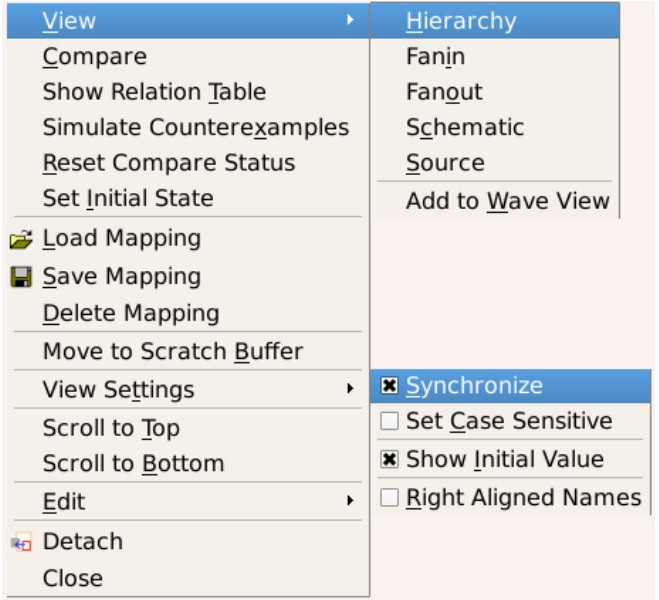 View
Compare
Show Relation Table
Simulate Counterexamples
Reset Compare Status
Set Initial State
Load Mapping
Save Mapping
Delete Mapping
Move to Scratch Buffer
View Settings
Scroll to Top
Scroll to Bottom
Edit
Detach
Close
Hierarchy
Fanin
Fanout
Schematic
Source
Add to Wave View
Synchronize
Set Case Sensitive
Show Initial Value
Right Aligned Names